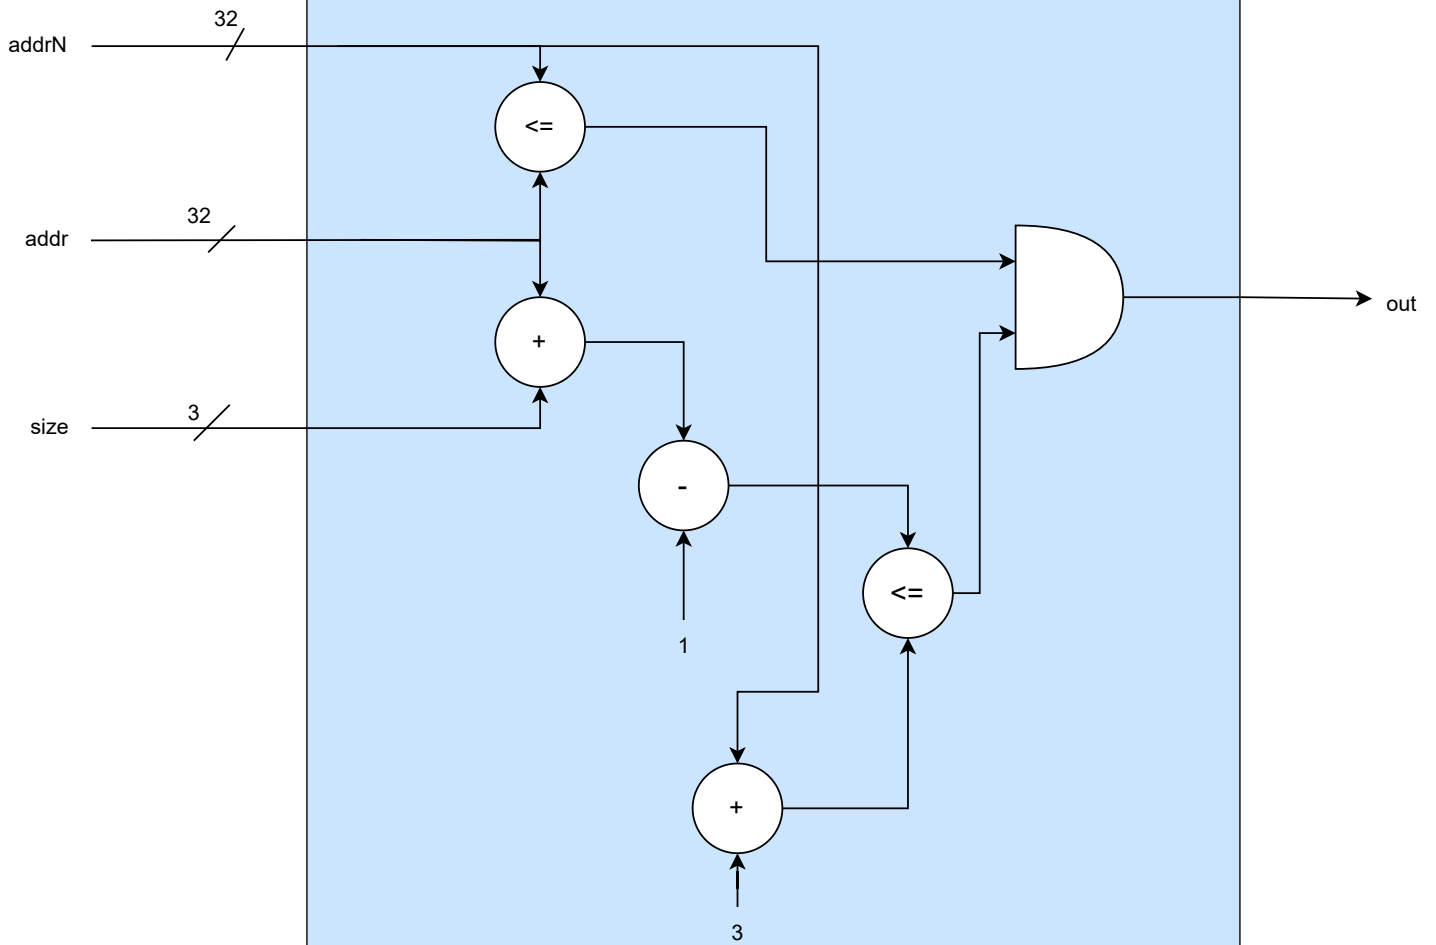 32
addrN
<=
32
addr
out
+
3
size
-
<=
1
+
3